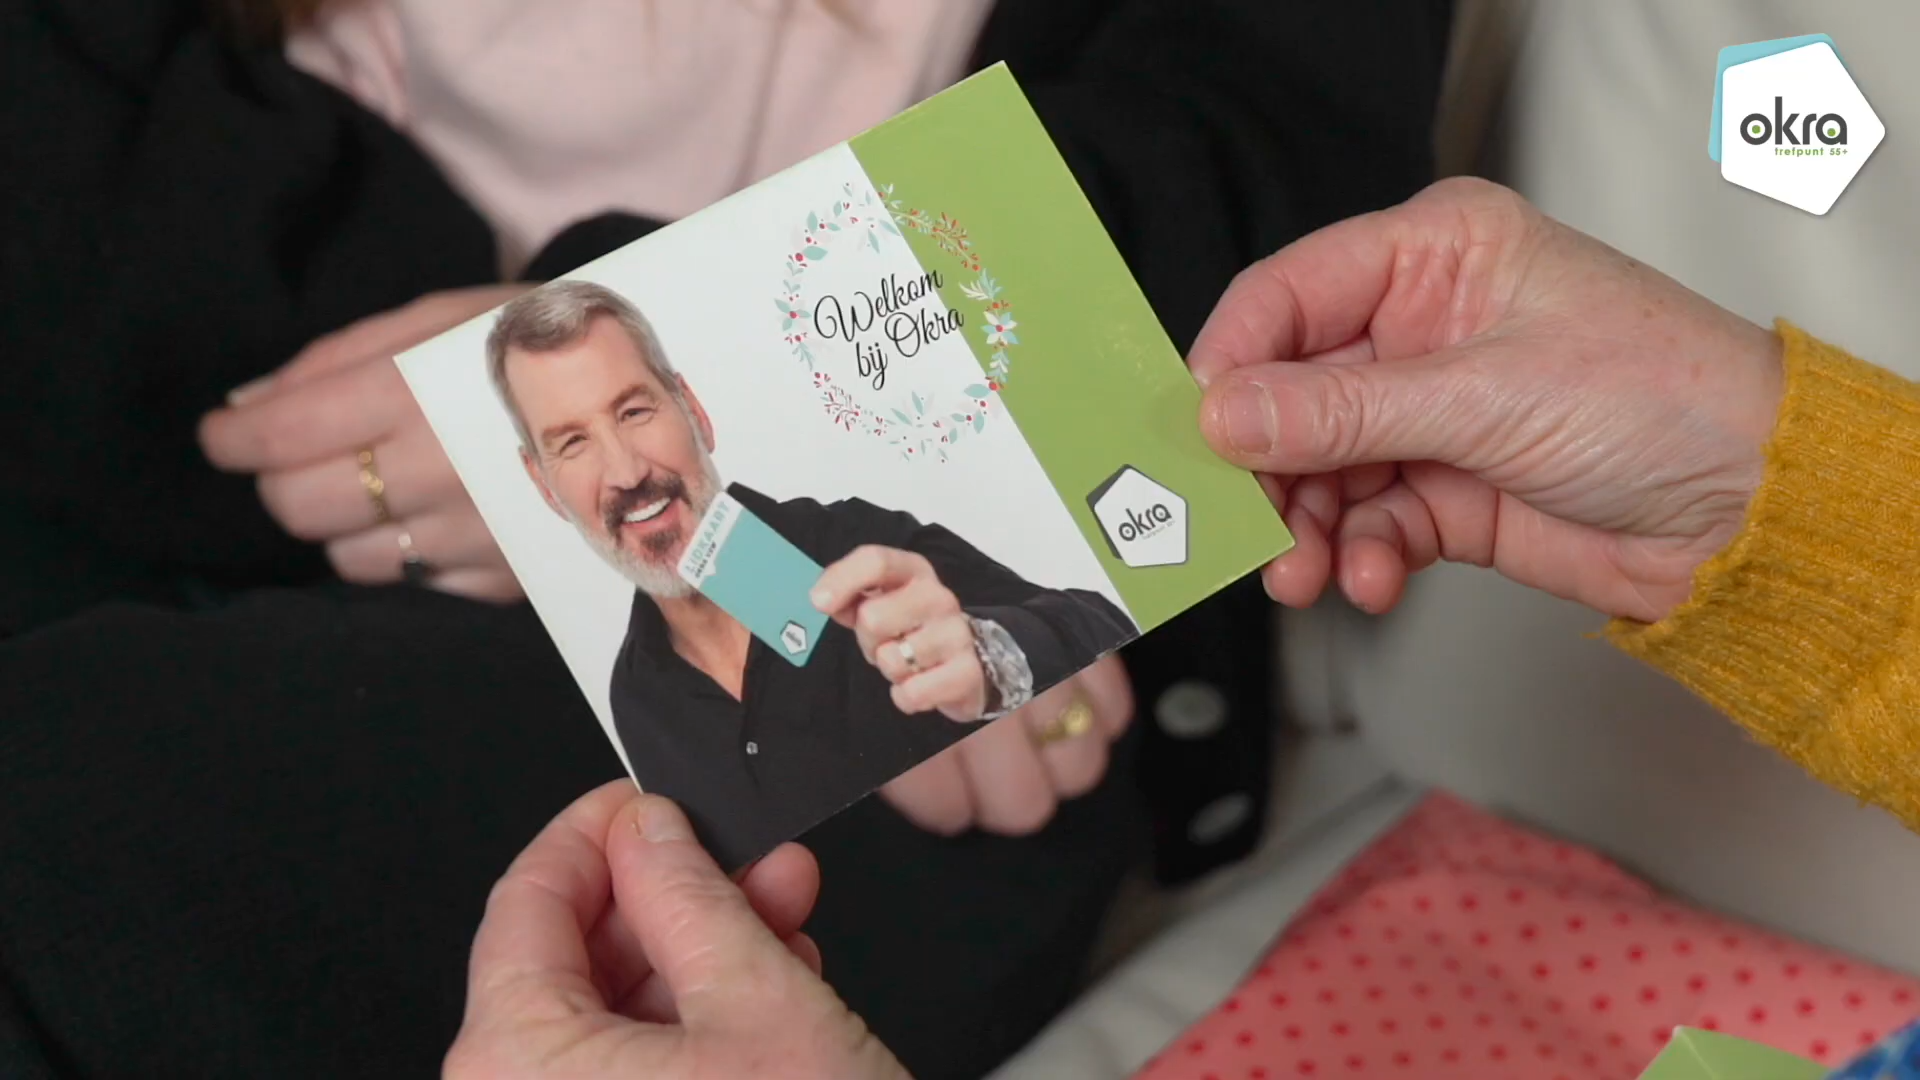 okra
trefpunt 55+
Welkom
bij Okra
LIDKAART
okra